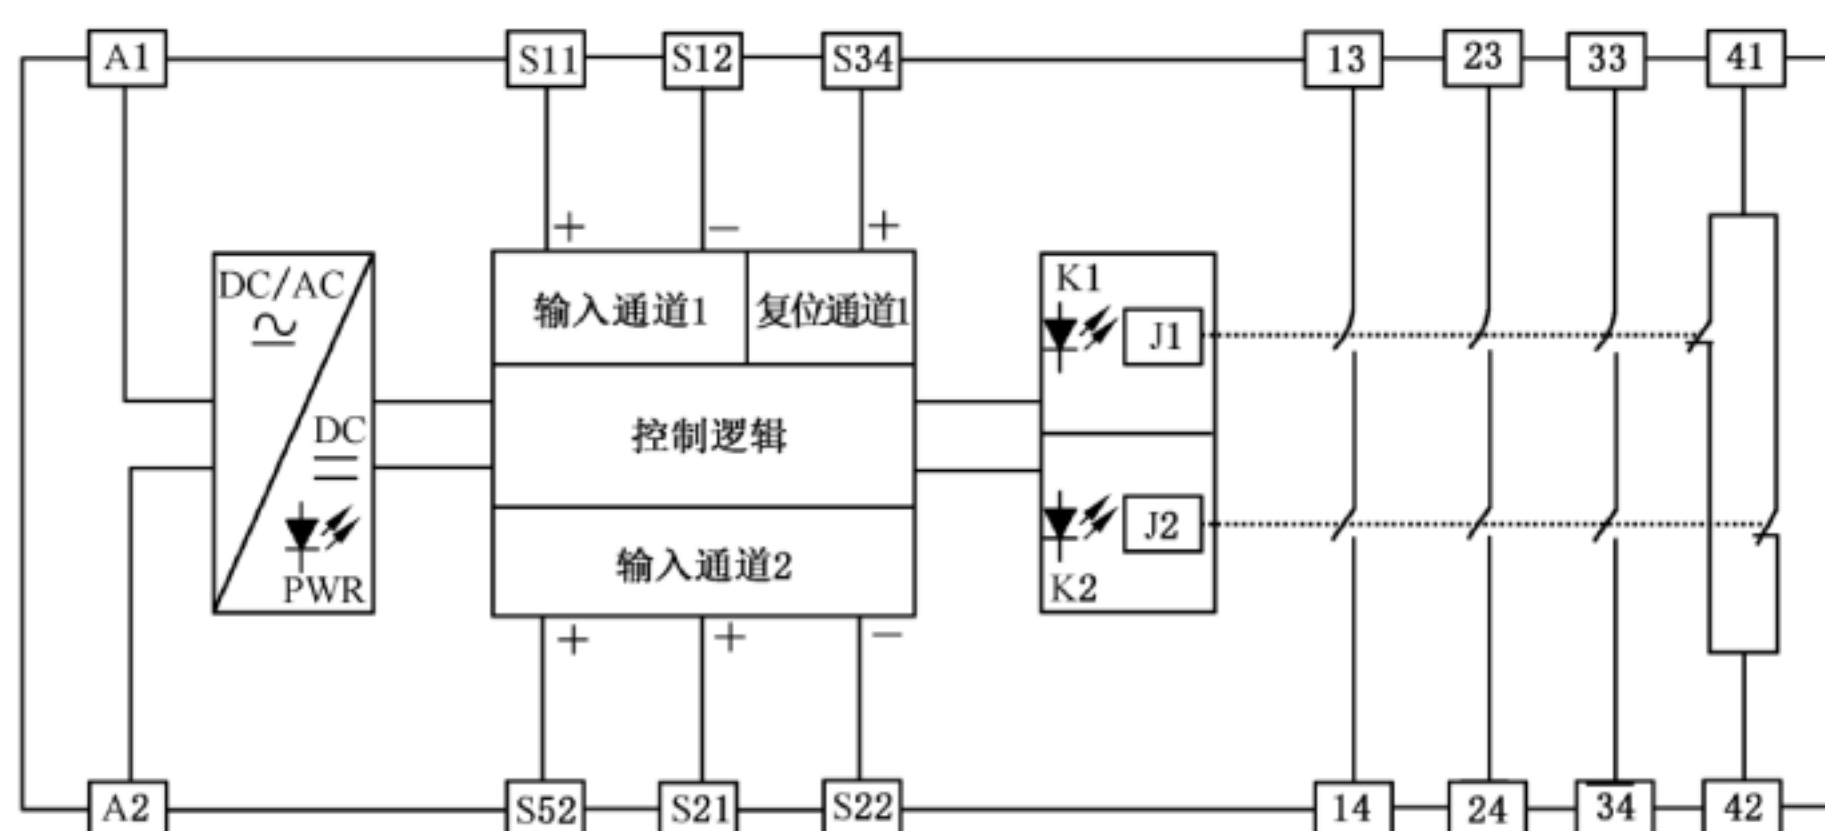 A1 S11 S12 S34 13 23 33 41
+ − +
DC/AC
DC
PWR
输入通道1 复位通道1
控制逻辑
输入通道2
+ + −
K1
J1
J2
K2
A2 S52 S21 S22 14 24 34 42